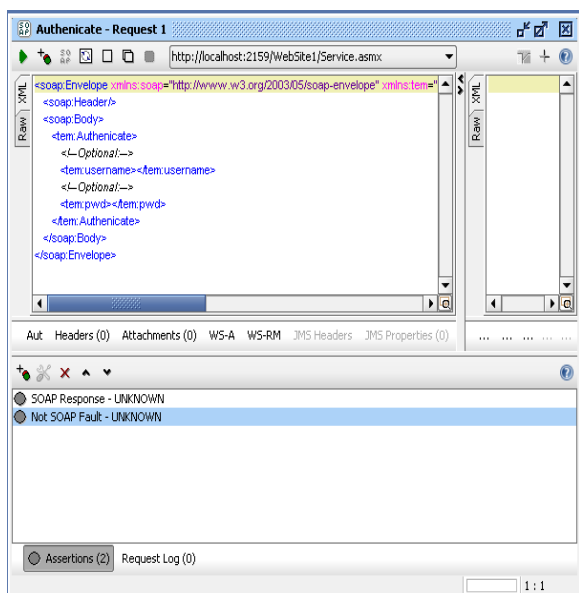 Authenicate - Request 1
http://localhost:2159/WebSite1/Service.asmx
XML
Raw
<soap:Envelope xmlns:soap="http://www.w3.org/2003/05/soap-envelope" xmlns:tem="
<soap:Header/>
<soap:Body>
<tem:Authenicate>
<!--Optional:-->
<tem:username></tem:username>
<!--Optional:-->
<tem:pwd></tem:pwd>
</tem:Authenicate>
</soap:Body>
</soap:Envelope>
XML
Raw
Aut Headers (0) Attachments (0) WS-A WS-RM JMS Headers JMS Properties (0)
... ... ... ... ...
SOAP Response - UNKNOWN
Not SOAP Fault - UNKNOWN
Assertions (2) Request Log (0)
1 : 1